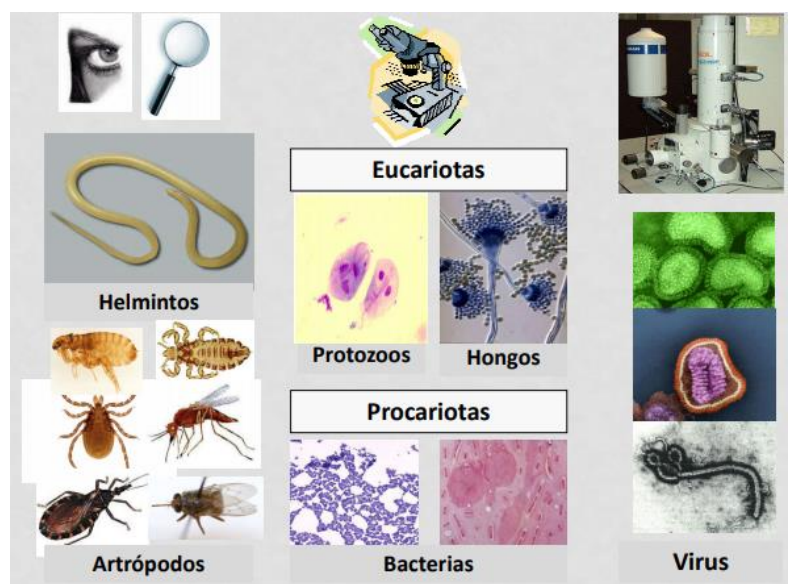 Eucariotas
Helmintos
Protozoos
Hongos
Procariotas
Artrópodos
Bacterias
Virus